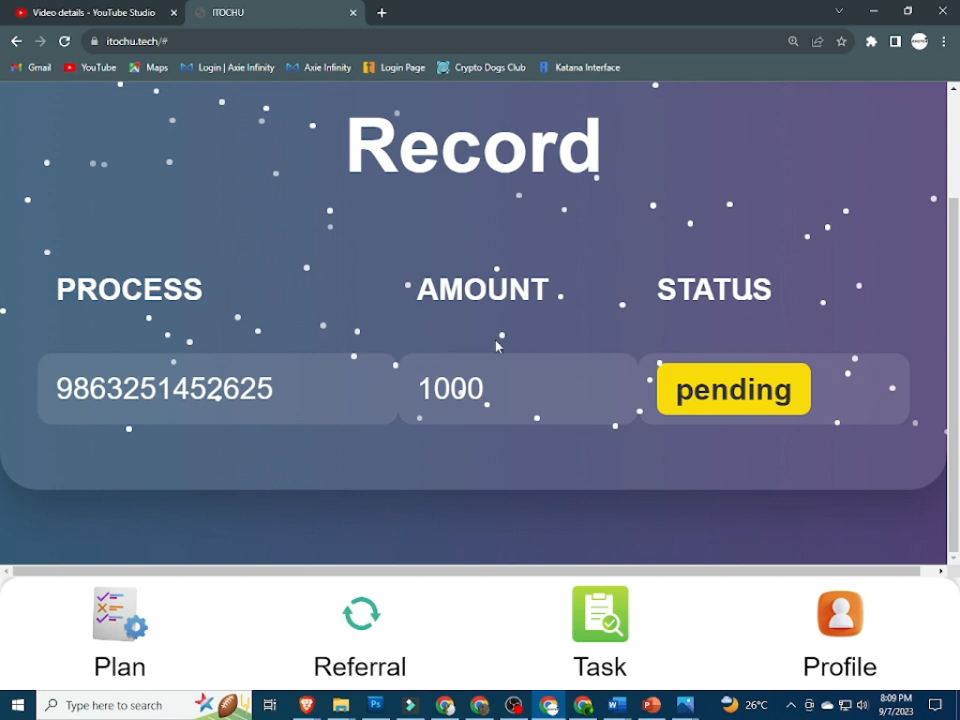 Video details - YouTube Studio
ITOCHU
itochu.tech/#
Gmail
YouTube
Maps
Login | Axie Infinity
Axie Infinity
Login Page
Crypto Dogs Club
Katana Interface
Record
PROCESS AMOUNT STATUS
9863251452625 1000 pending
Plan Referral Task Profile
Type here to search
26°C
8:09 PM
9/7/2023